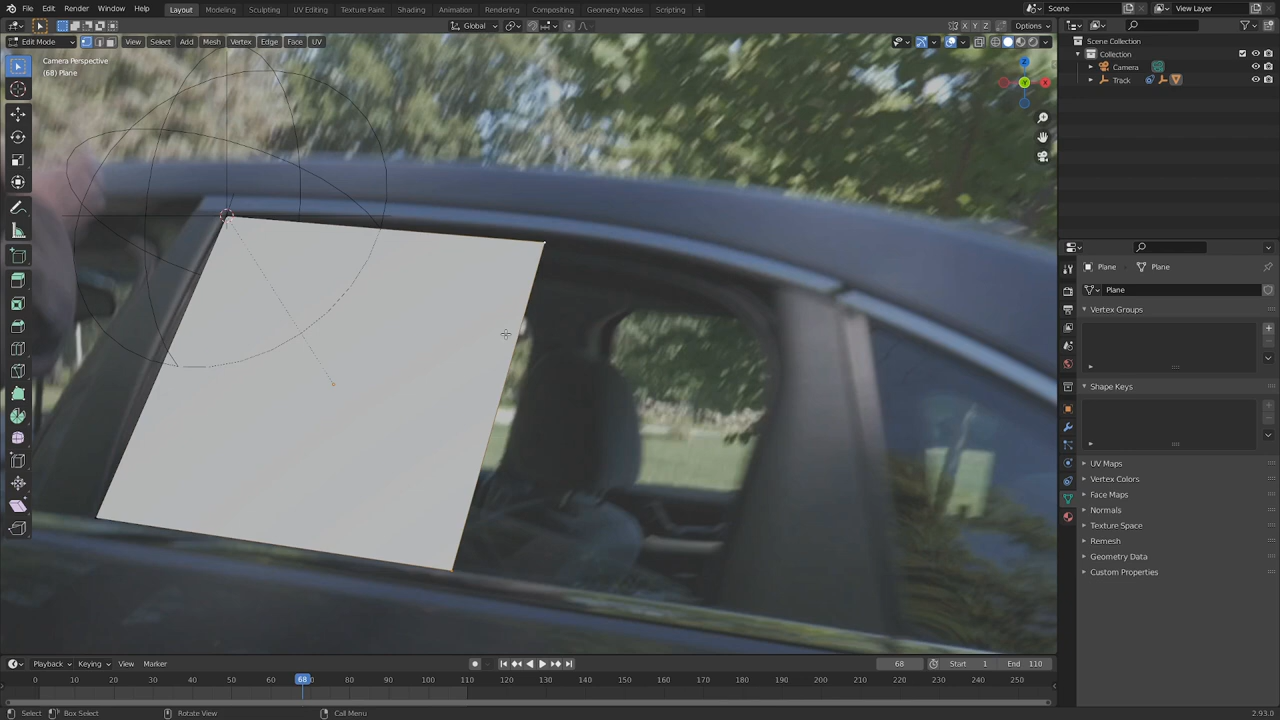 File Edit Render Window Help Layout Modeling Sculpting UV Editing Texture Paint Shading Animation Rendering Compositing Geometry Nodes Scripting Scene View Layer
Global Options
Edit Mode View Select Add Mesh Vertex Edge Face UV
Camera Perspective
(68) Plane
X Y Z
Z
Y
X
Scene Collection
Collection
Camera
Track
Plane Plane
Plane
Vertex Groups
Shape Keys
UV Maps
Vertex Colors
Face Maps
Normals
Texture Space
Remesh
Geometry Data
Custom Properties
Playback Keying View Marker 68 Start 1 End 110
0 10 20 30 40 50 60 68 70 80 90 100 110 120 130 140 150 160 170 180 190 200 210 220 230 240 250
Select Box Select Rotate View Call Menu 2.93.0